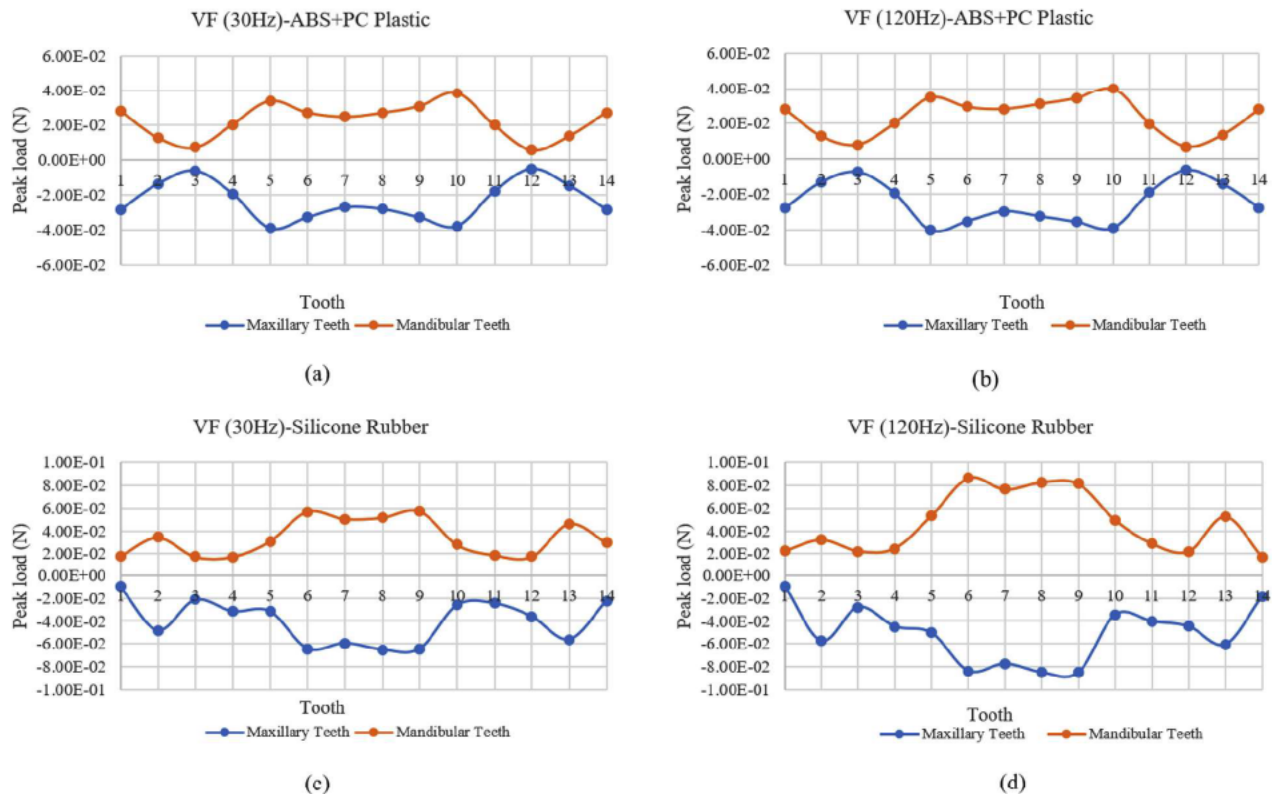 VF (30Hz)-ABS+PC Plastic
6.00E-02
4.00E-02
2.00E-02
0.00E+00
-2.00E-02
-4.00E-02
-6.00E-02
Peak load (N)
1 2 3 4 5 6 7 8 9 10 11 12 13 14
Tooth
Maxillary Teeth Mandibular Teeth
(a)
VF (120Hz)-ABS+PC Plastic
6.00E-02
4.00E-02
2.00E-02
0.00E+00
-2.00E-02
-4.00E-02
-6.00E-02
Peak load (N)
1 2 3 4 5 6 7 8 9 10 11 12 13 14
Tooth
Maxillary Teeth Mandibular Teeth
(b)
VF (30Hz)-Silicone Rubber
1.00E-01
8.00E-02
6.00E-02
4.00E-02
2.00E-02
0.00E+00
-2.00E-02
-4.00E-02
-6.00E-02
-8.00E-02
-1.00E-01
Peak load (N)
1 2 3 4 5 6 7 8 9 10 11 12 13 14
Tooth
Maxillary Teeth Mandibular Teeth
(c)
VF (120Hz)-Silicone Rubber
1.00E-01
8.00E-02
6.00E-02
4.00E-02
2.00E-02
0.00E+00
-2.00E-02
-4.00E-02
-6.00E-02
-8.00E-02
-1.00E-01
Peak load (N)
1 2 3 4 5 6 7 8 9 10 11 12 13 14
Tooth
Maxillary Teeth Mandibular Teeth
(d)